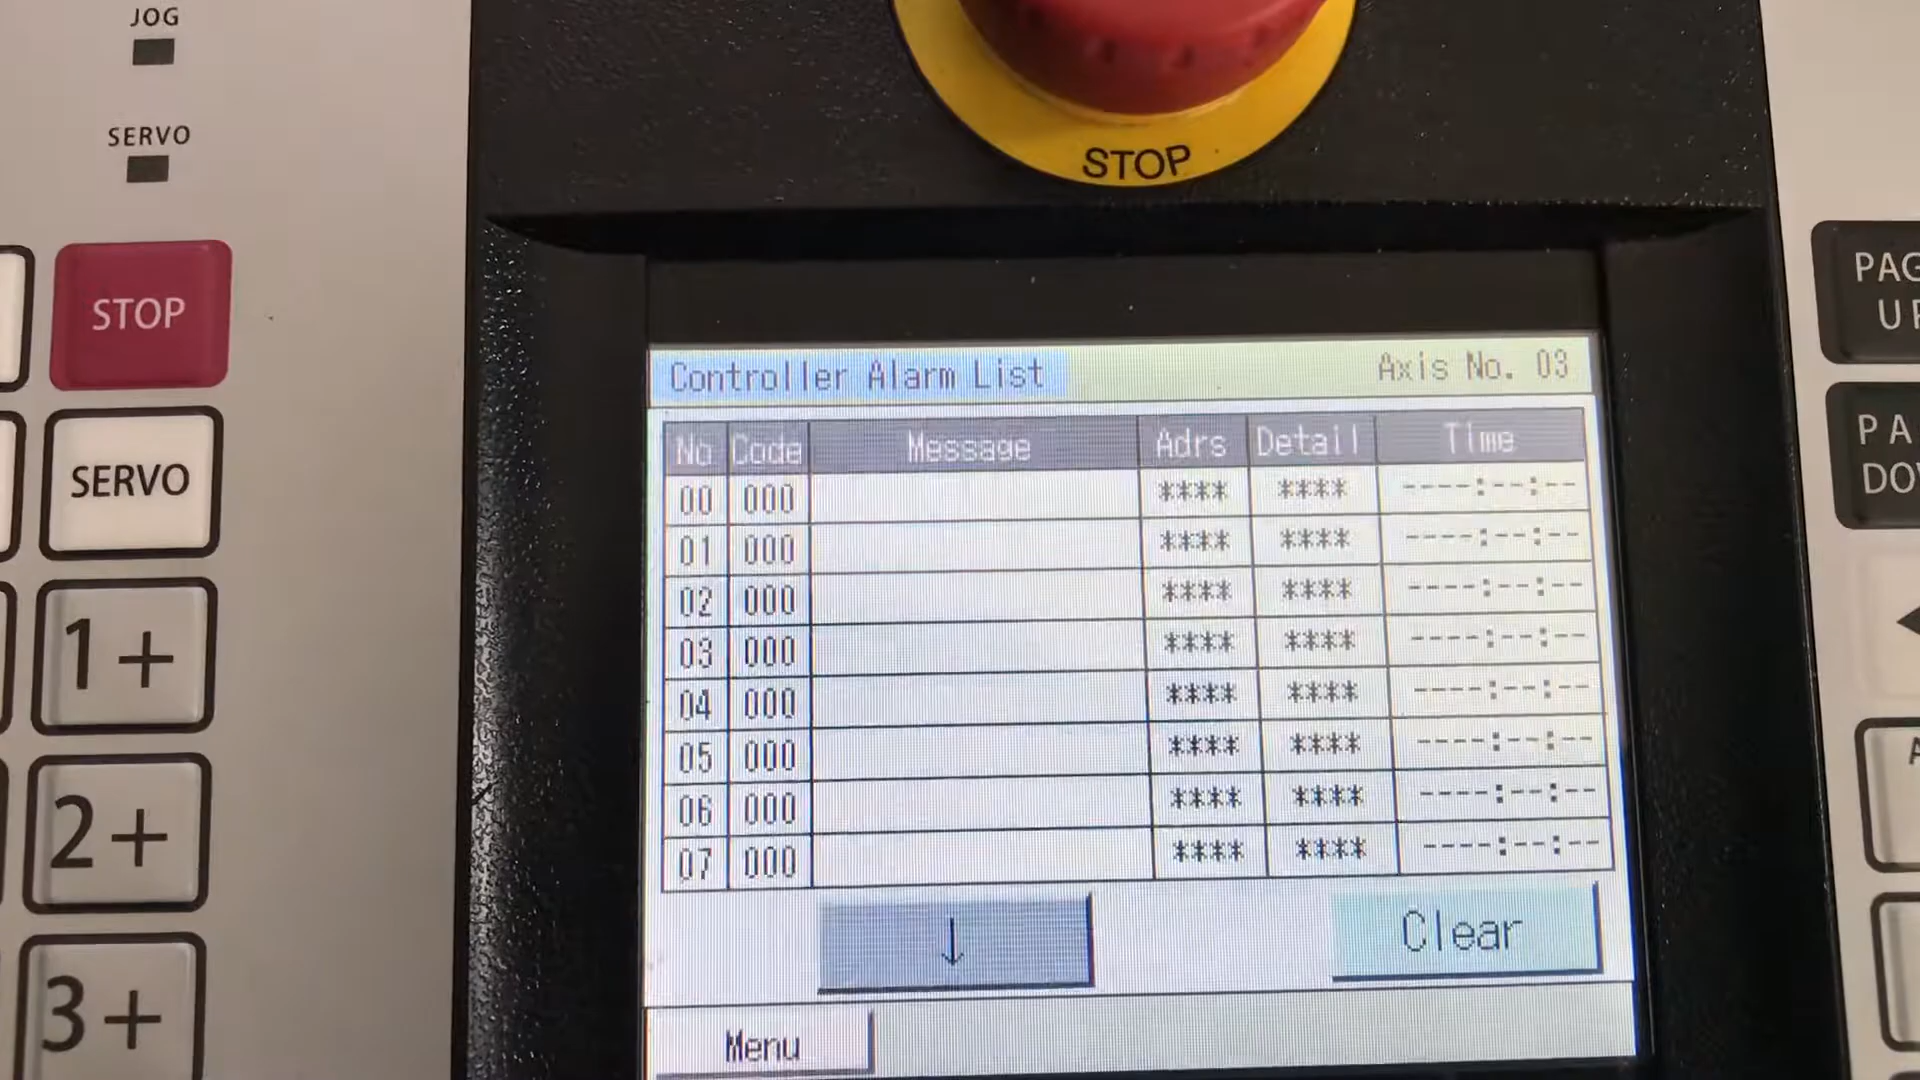 JOG
SERVO
STOP
STOP
SERVO
1+
2+
3+
Controller Alarm List Axis No. 03
No Code Message Adrs Detail Time
00 000 **** **** ----:--:--
01 000 **** **** ----:--:--
02 000 **** **** ----:--:--
03 000 **** **** ----:--:--
04 000 **** **** ----:--:--
05 000 **** **** ----:--:--
06 000 **** **** ----:--:--
07 000 **** **** ----:--:--
↓ Clear
Menu